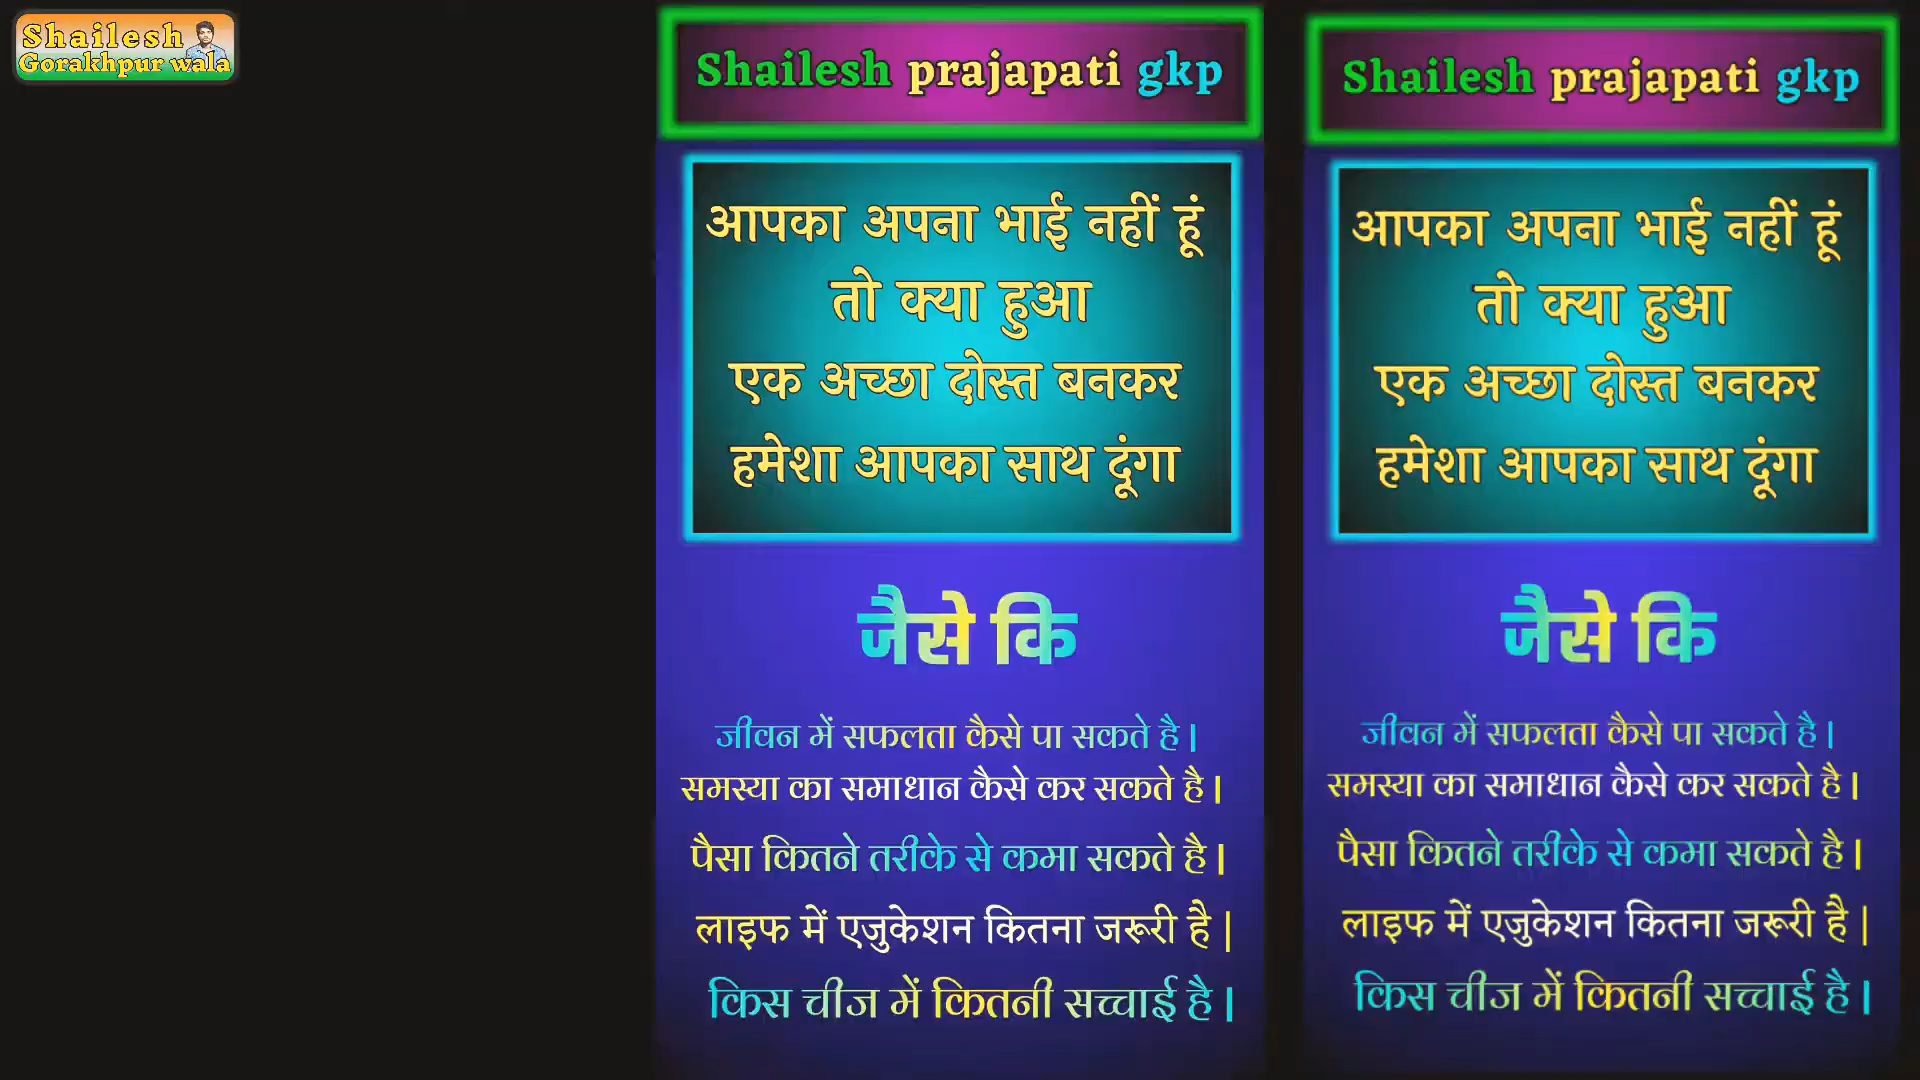 Shailesh
Gorakhpur wala
Shailesh prajapati gkp
आपका अपना भाई नहीं हूं
तो क्या हुआ
एक अच्छा दोस्त बनकर
हमेशा आपका साथ दूंगा
जैसे कि
जीवन में सफलता कैसे पा सकते है |
समस्या का समाधान कैसे कर सकते है |
पैसा कितने तरीके से कमा सकते है |
लाइफ में एजुकेशन कितना जरूरी है |
किस चीज में कितनी सच्चाई है |
Shailesh prajapati gkp
आपका अपना भाई नहीं हूं
तो क्या हुआ
एक अच्छा दोस्त बनकर
हमेशा आपका साथ दूंगा
जैसे कि
जीवन में सफलता कैसे पा सकते है |
समस्या का समाधान कैसे कर सकते है |
पैसा कितने तरीके से कमा सकते है |
लाइफ में एजुकेशन कितना जरूरी है |
किस चीज में कितनी सच्चाई है |